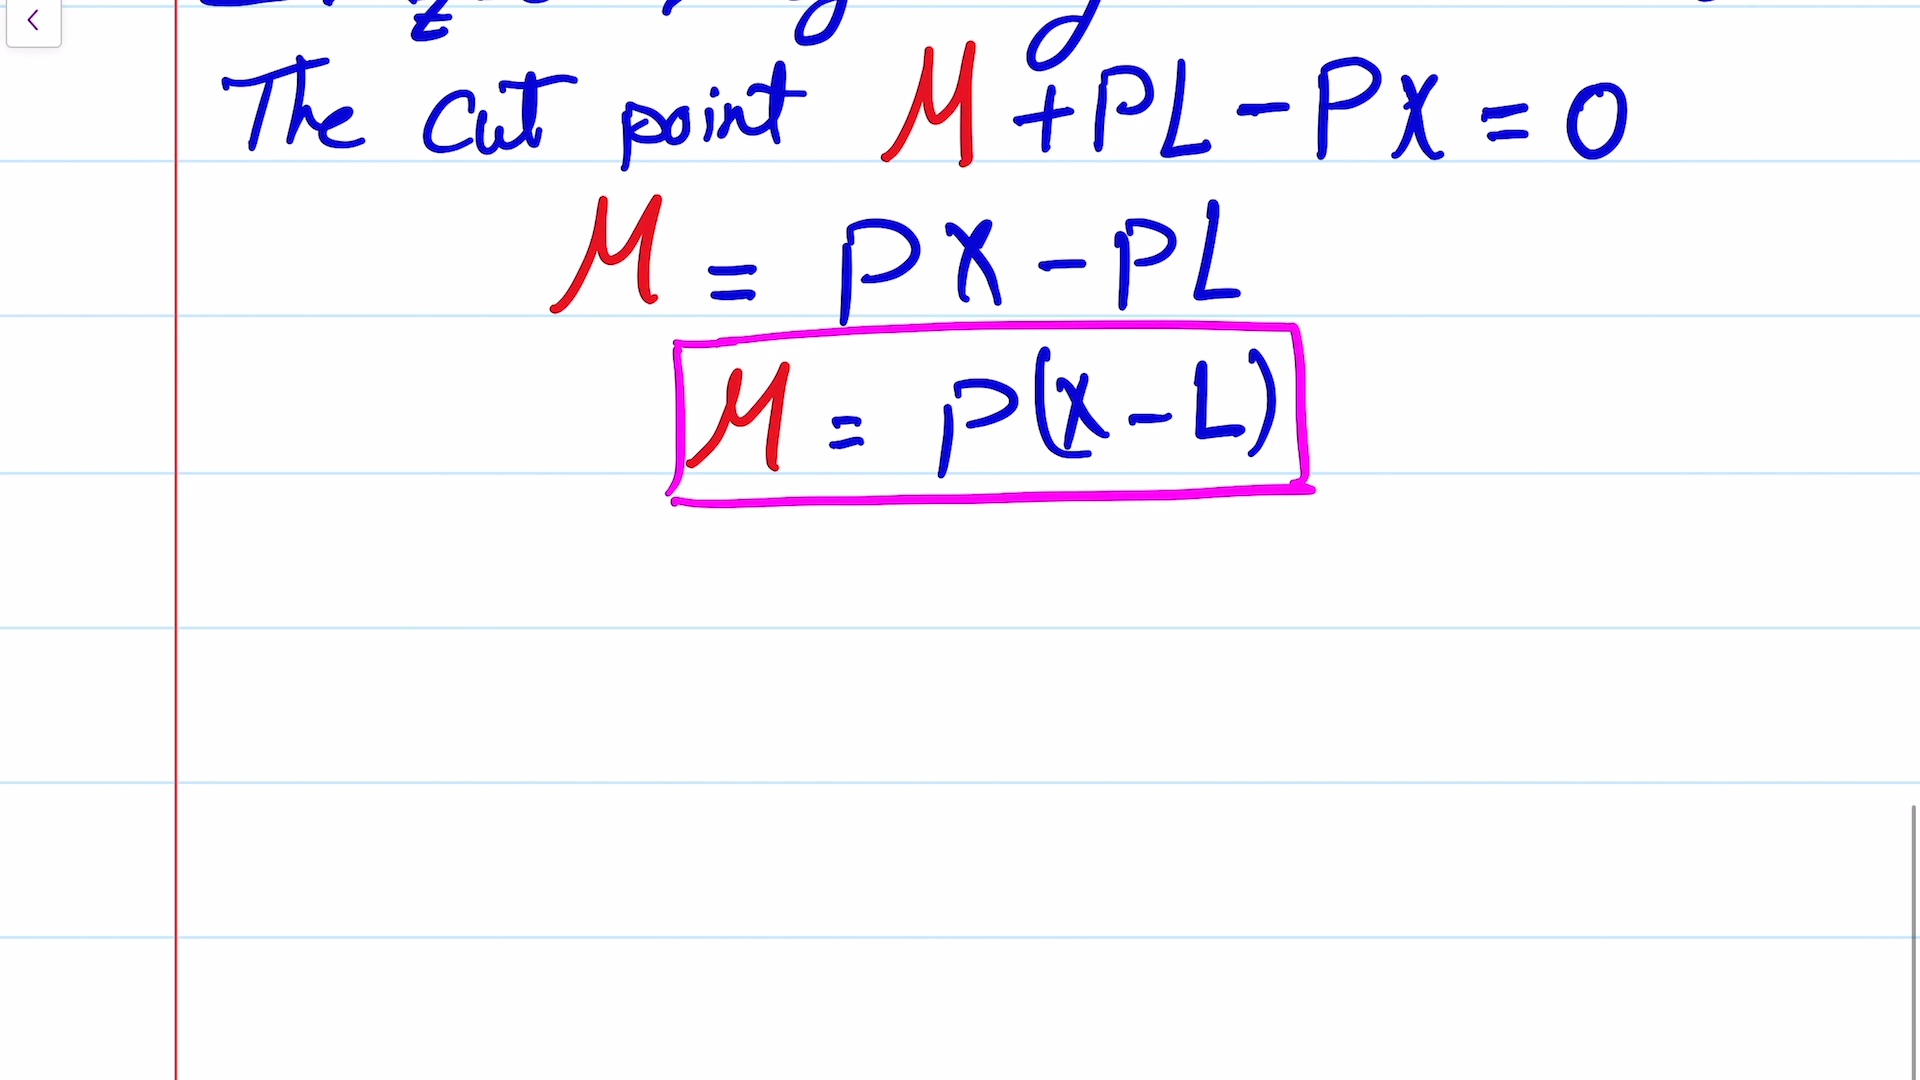 The cut point M + PL - PX = 0
M = PX - PL
M = P(X - L)